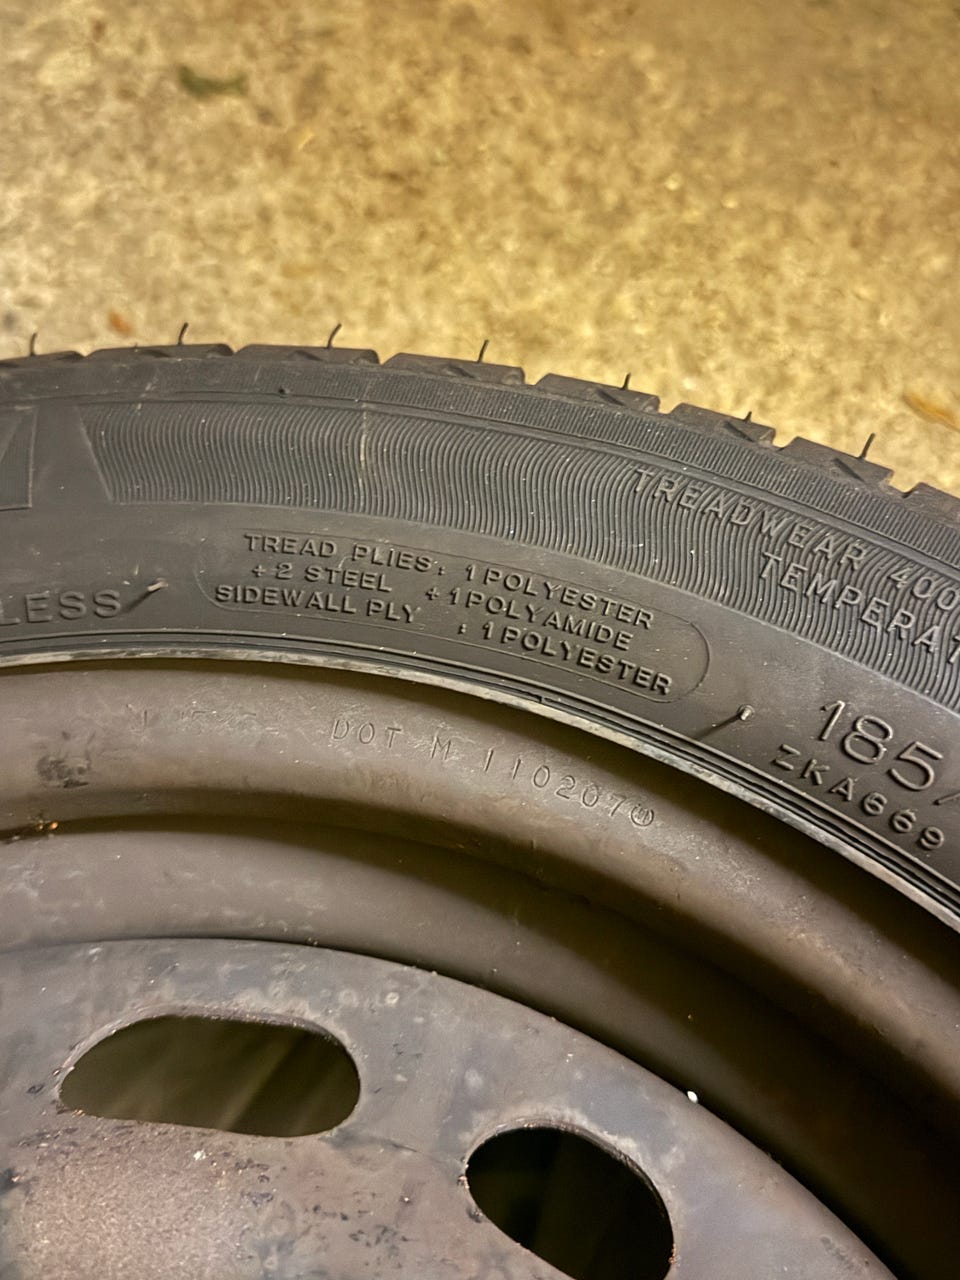 TREADWEAR 400
TEMPERAT
TREAD PLIES: 1 POLYESTER
+ 2 STEEL + 1 POLYAMIDE
SIDEWALL PLY : 1 POLYESTER
LESS
185/
ZKA669
DOT M 110207